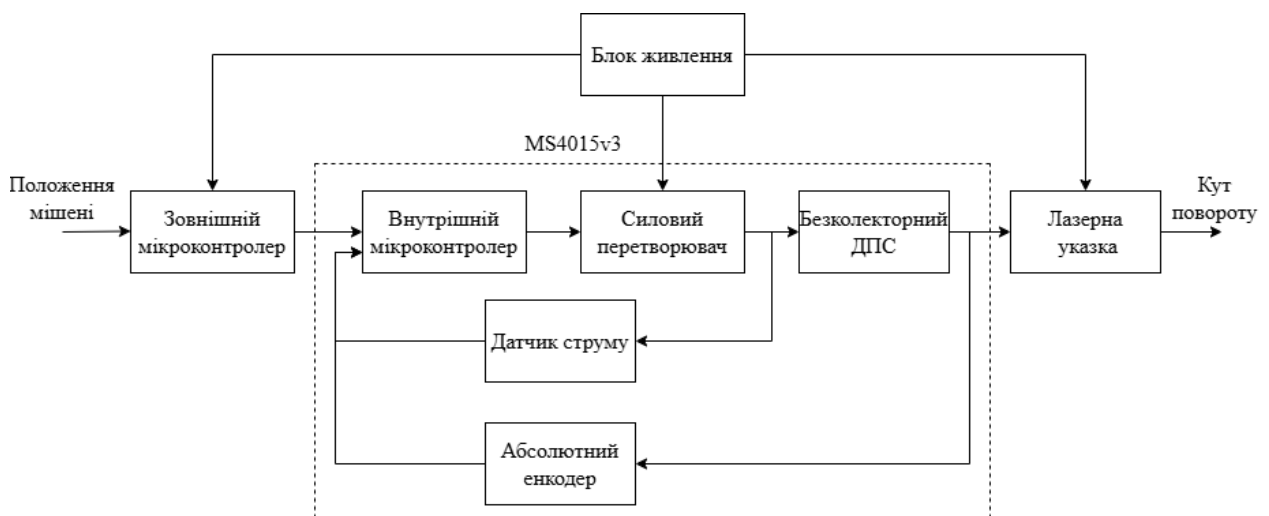 Блок живлення
MS4015v3
Положення
мішені
Зовнішній
мікроконтролер
Внутрішній
мікроконтролер
Силовий
перетворювач
Безколекторний
ДПС
Лазерна
указка
Кут
повороту
Датчик струму
Абсолютний
енкодер